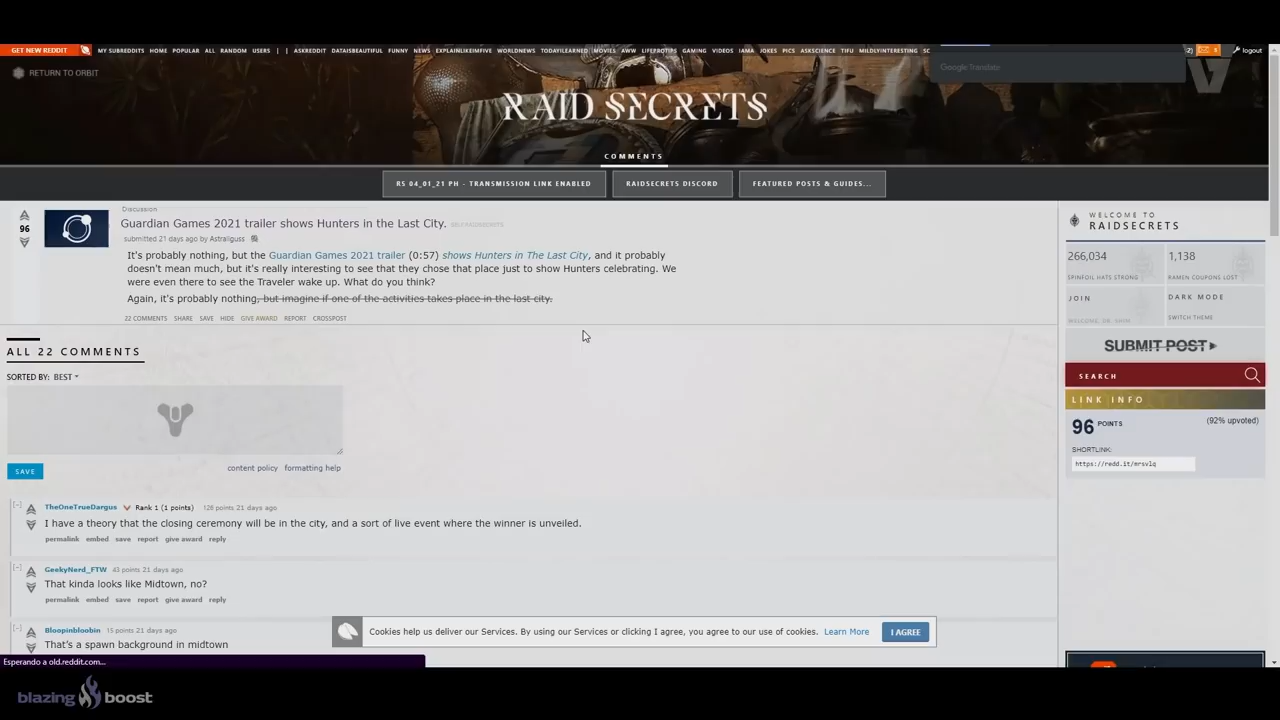 GET NEW REDDIT MY SUBREDDITS HOME POPULAR ALL RANDOM USERS | | ASKREDDIT DATAISBEAUTIFUL FUNNY NEWS EXPLAINLIKEIMFIVE WORLDNEWS TODAYILEARNED MOVIES AWW LIFEPROTIPS GAMING VIDEOS IAMA JOKES PICS ASKSCIENCE TIFU MILDLYINTERESTING SC logout
RETURN TO ORBIT
Google Translate
RAID SECRETS
COMMENTS
RS 04_01_21 PH - TRANSMISSION LINK ENABLED
RAIDSECRETS DISCORD
FEATURED POSTS & GUIDES...
Discussion
96
Guardian Games 2021 trailer shows Hunters in the Last City.
submitted 21 days ago by Astraliguss
It's probably nothing, but the Guardian Games 2021 trailer (0:57) shows Hunters in The Last City, and it probably
doesn't mean much, but it's really interesting to see that they chose that place just to show Hunters celebrating. We
were even there to see the Traveler wake up. What do you think?
Again, it's probably nothing, but imagine if one of the activities takes place in the last city.
22 COMMENTS SHARE SAVE HIDE GIVE AWARD REPORT CROSSPOST
ALL 22 COMMENTS
SORTED BY: BEST
SAVE
content policy formatting help
[-] TheOneTrueDargus Rank 1 (1 points) 128 points 21 days ago
I have a theory that the closing ceremony will be in the city, and a sort of live event where the winner is unveiled.
permalink embed save report give award reply
[-] GeekyNerd_FTW 43 points 21 days ago
That kinda looks like Midtown, no?
permalink embed save report give award reply
[-] Bloopinbloobin 15 points 21 days ago
That's a spawn background in midtown
WELCOME TO
RAIDSECRETS
266,034
SPINFOIL HATS STRONG
1,138
RAMEN COUPONS LOST
JOIN
DARK MODE
SWITCH THEME
SUBMIT POST
SEARCH
LINK INFO
96 POINTS (92% upvoted)
SHORTLINK:
https://redd.it/mrsvlq
Cookies help us deliver our Services. By using our Services or clicking I agree, you agree to our use of cookies. Learn More I AGREE
Esperando a old.reddit.com...
blazing boost